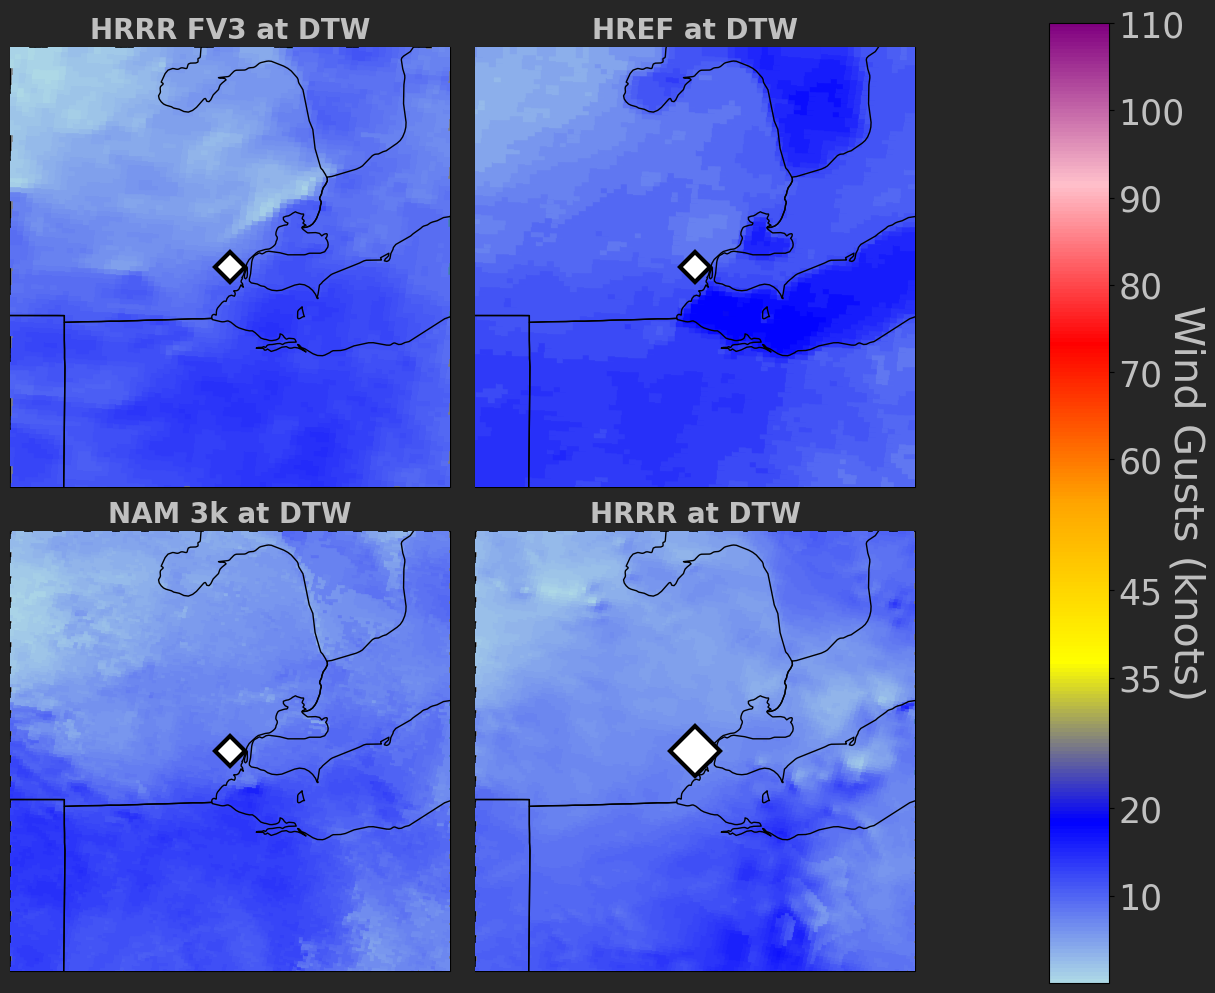 HRRR FV3 at DTW
HREF at DTW
NAM 3k at DTW
HRRR at DTW
110
100
90
80
70
60
45
35
20
10
Wind Gusts (knots)